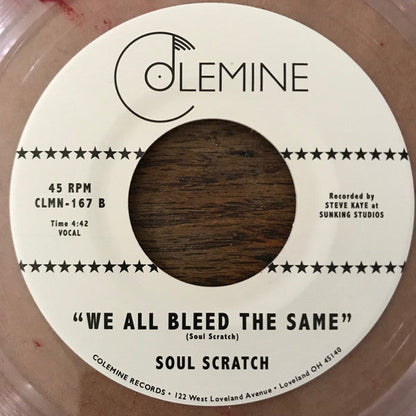 COLEMINE
45 RPM
CLMN-167 B
Time 4:42
VOCAL
Recorded by
STEVE KAYE at
SUNKING STUDIOS
"WE ALL BLEED THE SAME"
(Soul Scratch)
SOUL SCRATCH
COLEMINE RECORDS • 122 West Loveland Avenue • Loveland OH 45140